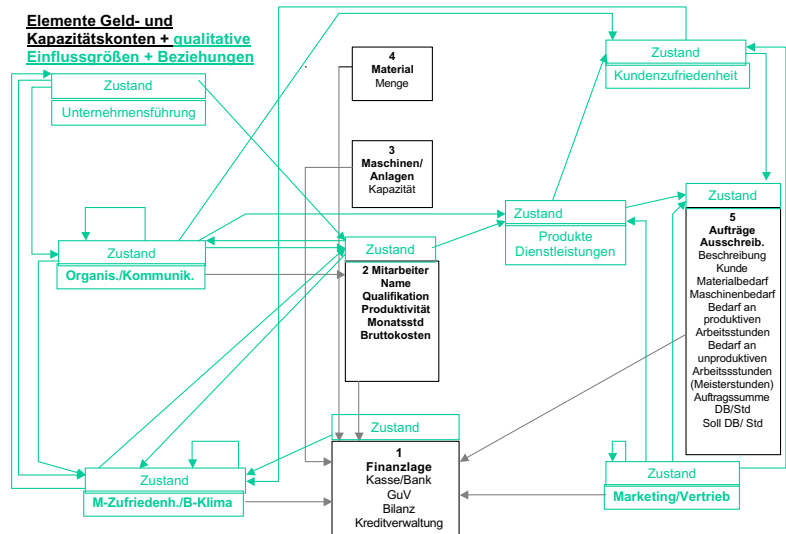 Elemente Geld- und
Kapazitätskonten + qualitative
Einflussgrößen + Beziehungen
Zustand
Unternehmensführung
4
Material
Menge
Zustand
Kundenzufriedenheit
3
Maschinen/
Anlagen
Kapazität
Zustand
Produkte
Dienstleistungen
Zustand
5
Aufträge
Ausschreib.
Beschreibung
Kunde
Materialbedarf
Maschinenbedarf
Bedarf an
produktiven
Arbeitsstunden
Bedarf an
unproduktiven
Arbeitssstunden
(Meisterstunden)
Auftragssumme
DB/Std
Soll DB/ Std
Zustand
Organis./Kommunik.
Zustand
2 Mitarbeiter
Name
Qualifikation
Produktivität
Monatsstd
Bruttokosten
Zustand
1
Finanzlage
Kasse/Bank
GuV
Bilanz
Kreditverwaltung
Zustand
M-Zufriedenh./B-Klima
Zustand
Marketing/Vertrieb